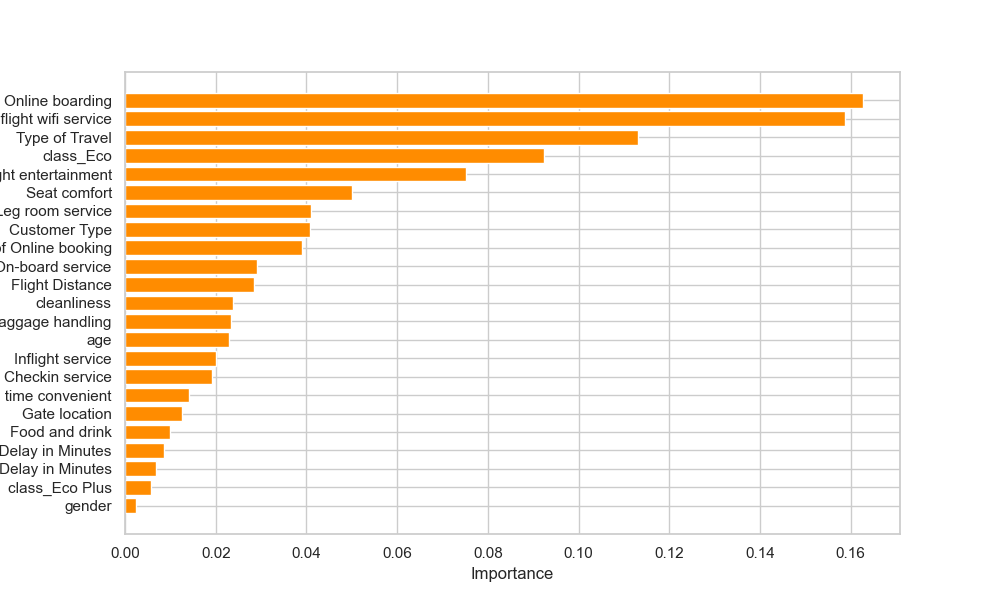 Online boarding
flight wifi service
Type of Travel
class_Eco
ght entertainment
Seat comfort
Leg room service
Customer Type
of Online booking
On-board service
Flight Distance
cleanliness
aggage handling
age
Inflight service
Checkin service
time convenient
Gate location
Food and drink
Delay in Minutes
Delay in Minutes
class_Eco Plus
gender
0.00 0.02 0.04 0.06 0.08 0.10 0.12 0.14 0.16
Importance